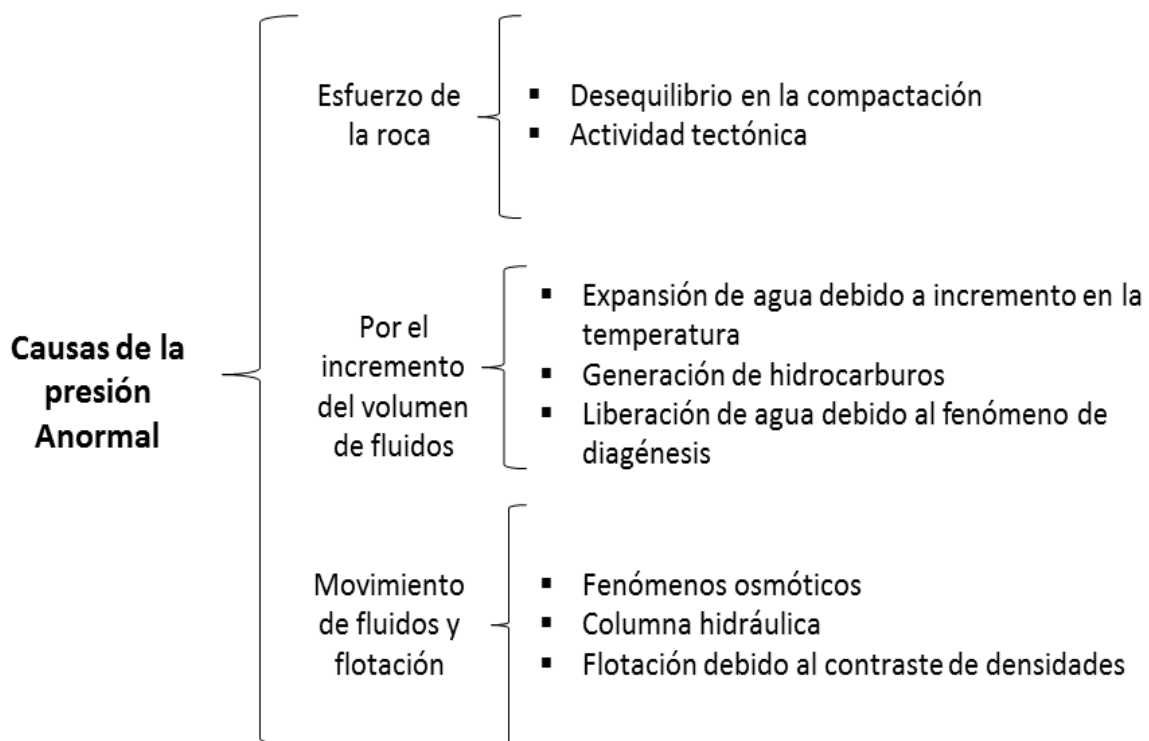 Causas de la
presión
Anormal
Esfuerzo de
la roca
▪ Desequilibrio en la compactación
▪ Actividad tectónica
Por el
incremento
del volumen
de fluidos
▪ Expansión de agua debido a incremento en la
temperatura
▪ Generación de hidrocarburos
▪ Liberación de agua debido al fenómeno de
diagénesis
Movimiento
de fluidos y
flotación
▪ Fenómenos osmóticos
▪ Columna hidráulica
▪ Flotación debido al contraste de densidades